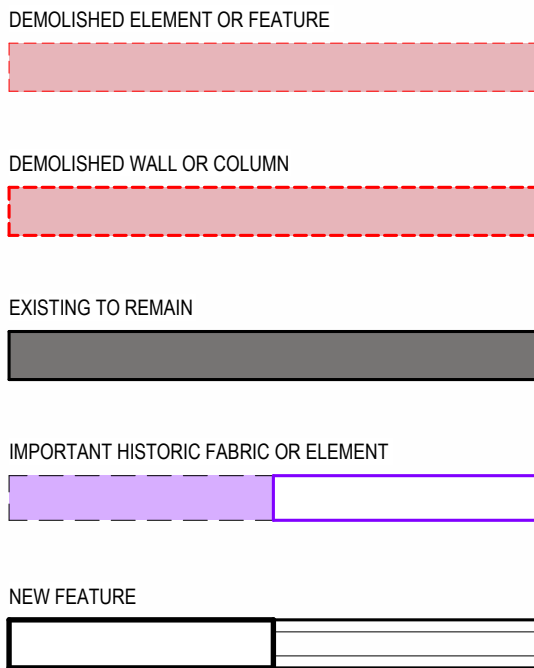 DEMOLISHED ELEMENT OR FEATURE
DEMOLISHED WALL OR COLUMN
EXISTING TO REMAIN
IMPORTANT HISTORIC FABRIC OR ELEMENT
NEW FEATURE